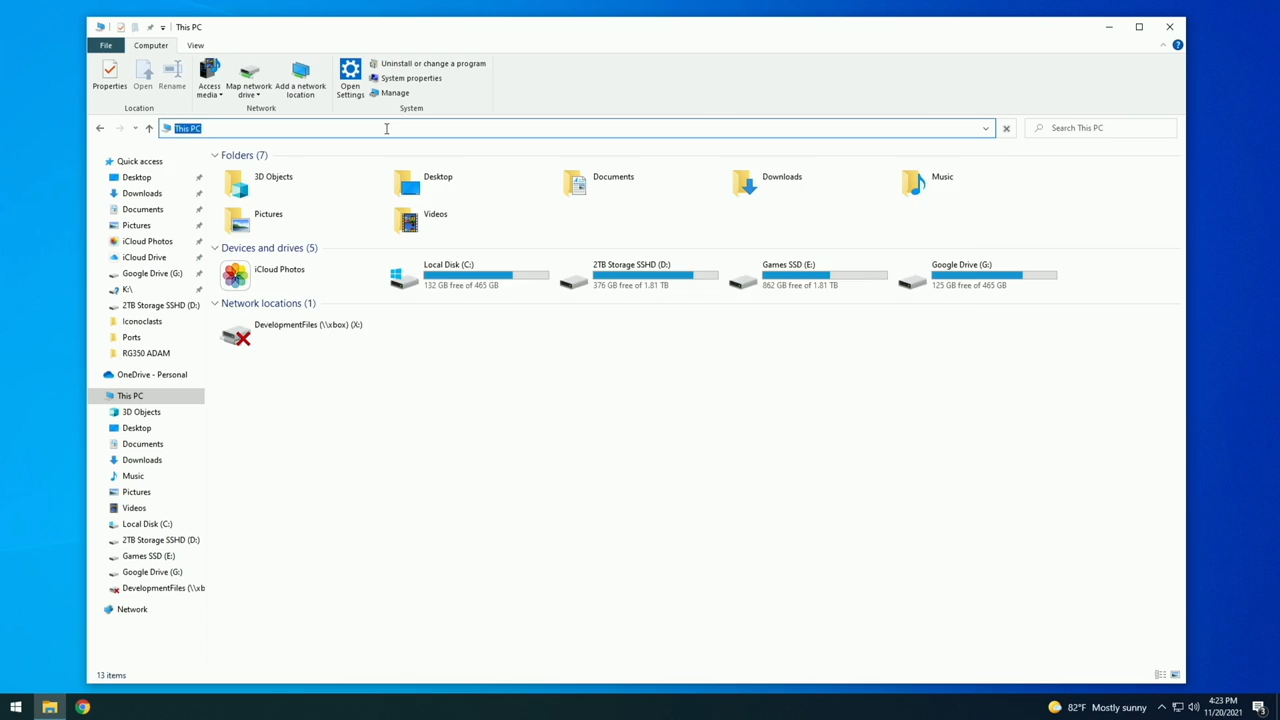 This PC
File Computer View
Properties Open Rename Access media Map network drive Add a network location Open Settings Uninstall or change a program
System properties
Manage
Location Network System
This PC Search This PC
Quick access
Desktop
Downloads
Documents
Pictures
iCloud Photos
iCloud Drive
Google Drive (G:)
K:\
2TB Storage SSHD (D:)
Iconoclasts
Ports
RG350 ADAM
OneDrive - Personal
This PC
3D Objects
Desktop
Documents
Downloads
Music
Pictures
Videos
Local Disk (C:)
2TB Storage SSHD (D:)
Games SSD (E:)
Google Drive (G:)
DevelopmentFiles (\\xb
Network
Folders (7)
3D Objects Desktop Documents Downloads Music
Pictures Videos
Devices and drives (5)
iCloud Photos
Local Disk (C:)
132 GB free of 465 GB
2TB Storage SSHD (D:)
376 GB free of 1.81 TB
Games SSD (E:)
862 GB free of 1.81 TB
Google Drive (G:)
125 GB free of 465 GB
Network locations (1)
DevelopmentFiles (\\xbox) (X:)
13 items
82°F Mostly sunny
4:23 PM
11/20/2021
3